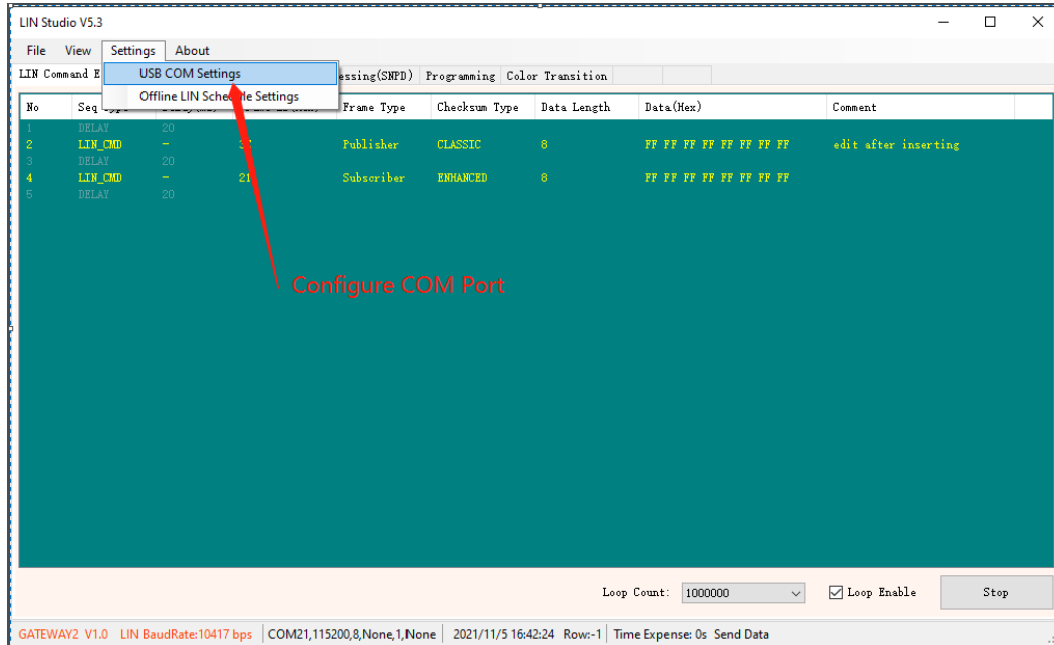 LIN Studio V5.3
File View Settings About
LIN Command E USB COM Settings essing(SNPD) Programming Color Transition
Offline LIN Schedule Settings
No Seq Type Frame Type Checksum Type Data Length Data(Hex) Comment
1 DELAY 20
2 LIN_CMD - Publisher CLASSIC 8 FF FF FF FF FF FF FF FF edit after inserting
3 DELAY 20
4 LIN_CMD - 21 Subscriber ENHANCED 8 FF FF FF FF FF FF FF FF
5 DELAY 20
Configure COM Port
Loop Count: 1000000 Loop Enable Stop
GATEWAY2 V1.0 LIN BaudRate:10417 bps COM21,115200,8,None,1,None 2021/11/5 16:42:24 Row:-1 Time Expense: 0s Send Data